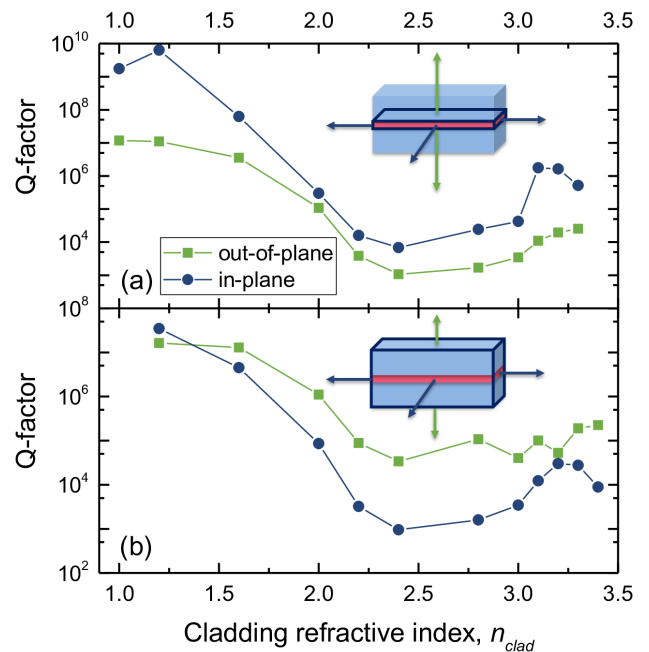 1.0 1.5 2.0 2.5 3.0 3.5
10^10
10^8
10^6
10^4
Q-factor
out-of-plane
in-plane
(a)
10^8
10^6
10^4
10^2
Q-factor
(b)
1.0 1.5 2.0 2.5 3.0 3.5
Cladding refractive index, n_clad